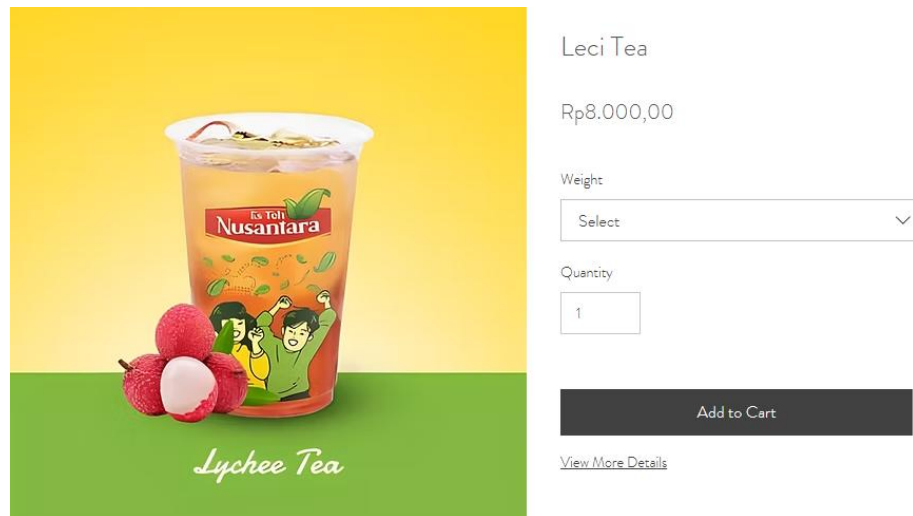 Es Teh
Nusantara
Lychee Tea
Leci Tea
Rp8.000,00
Weight
Select
Quantity
1
Add to Cart
View More Details